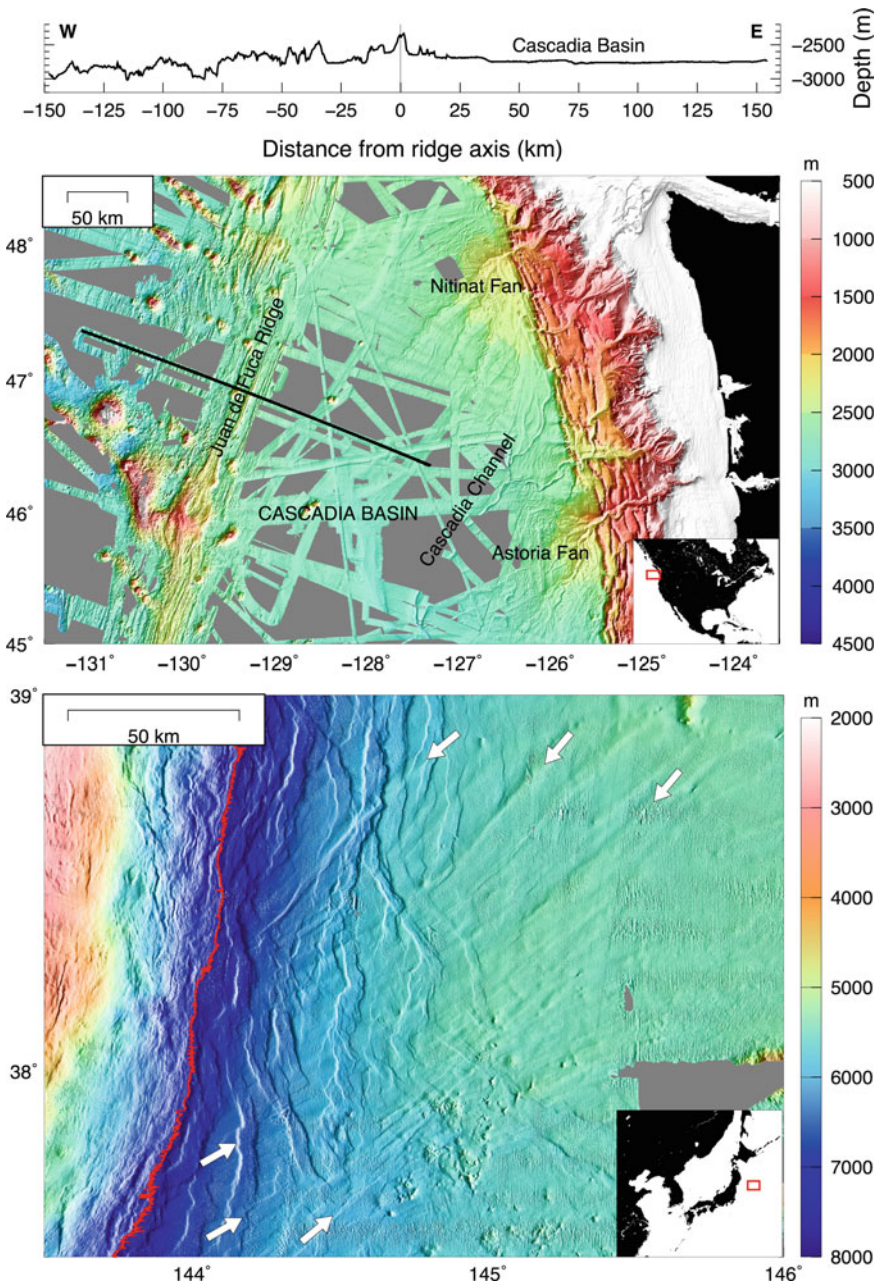 W
E
Cascadia Basin
−2500
−3000
Depth (m)
−150 −125 −100 −75 −50 −25 0 25 50 75 100 125 150
Distance from ridge axis (km)
50 km
48˚
47˚
46˚
45˚
Nitinat Fan
Juan de Fuca Ridge
CASCADIA BASIN
Cascadia Channel
Astoria Fan
−131 −130 −129 −128 −127 −126 −125 −124
m
500
1000
1500
2000
2500
3000
3500
4000
4500
39˚
50 km
38˚
144˚ 145˚ 146˚
m
2000
3000
4000
5000
6000
7000
8000